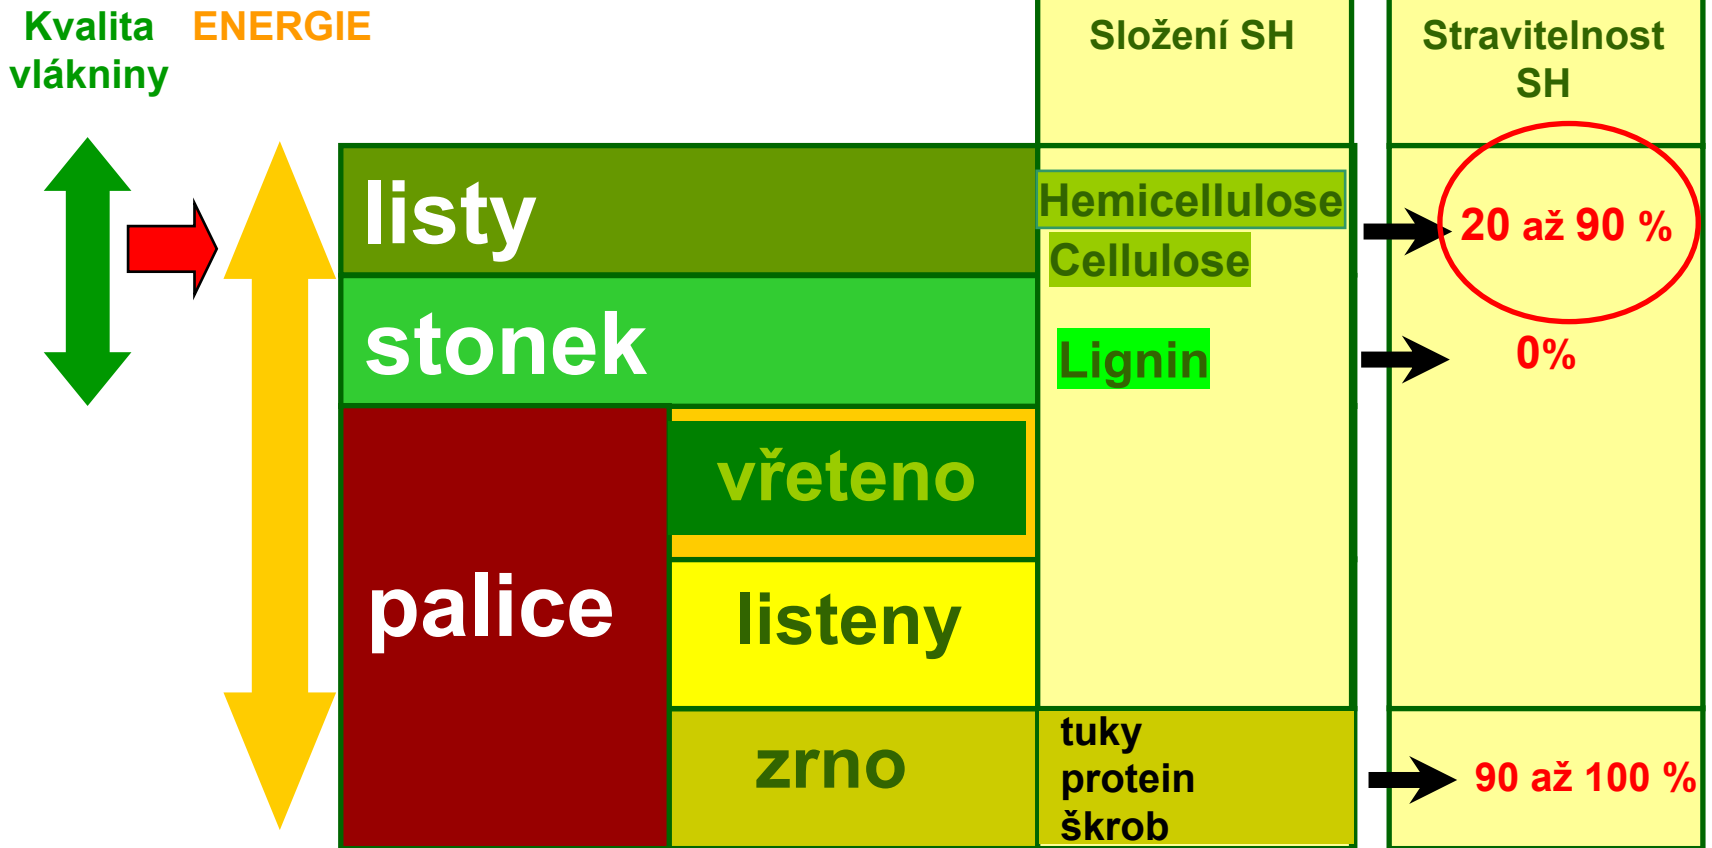 Kvalita
vlákniny
ENERGIE
Složení SH
Stravitelnost
SH
listy
Hemicellulose
Cellulose
20 až 90 %
stonek
Lignin
0%
palice
vřeteno
listeny
zrno
tuky
protein
škrob
90 až 100 %